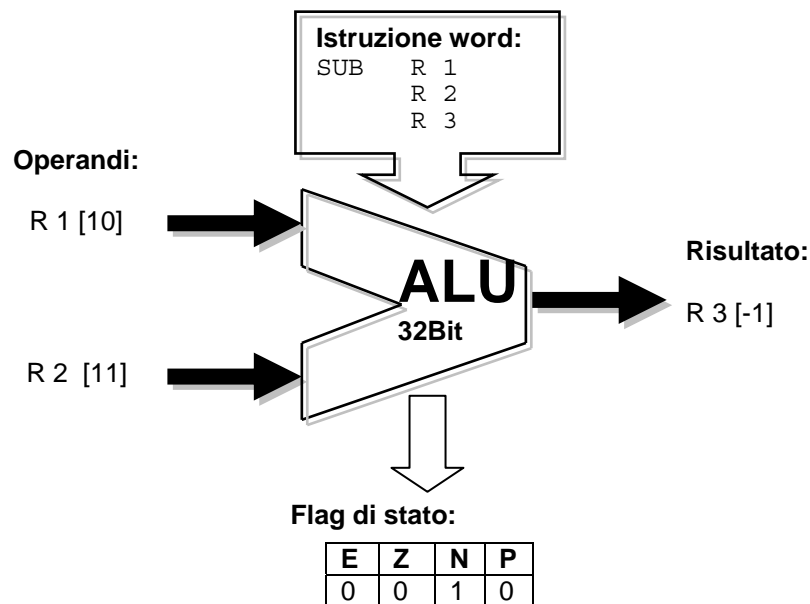 Istruzione word:
SUB R 1
R 2
R 3
Operandi:
R 1 [10]
Risultato:
ALU
32Bit
R 3 [-1]
R 2 [11]
Flag di stato:
E Z N P
0 0 1 0